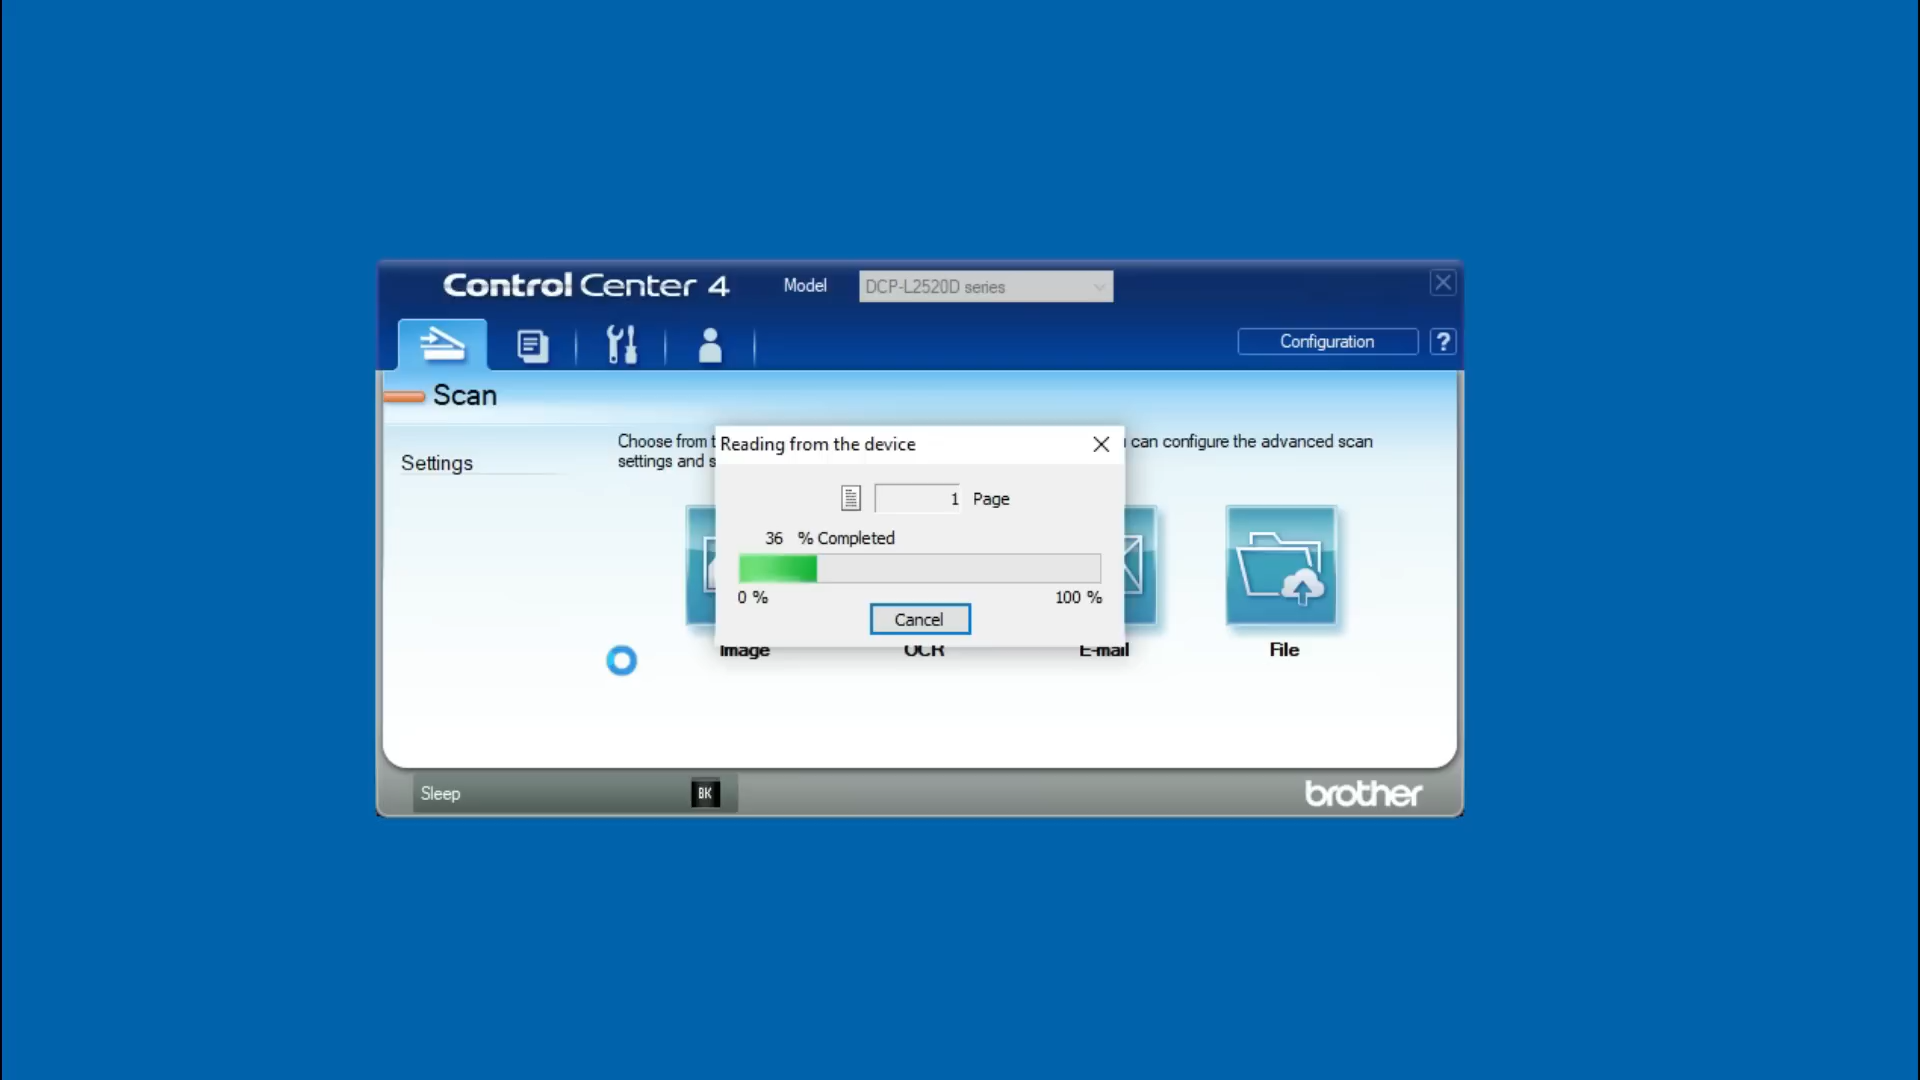 Control Center 4
Model
DCP-L2520D series
Configuration
?
Scan
Settings
Choose from t
can configure the advanced scan
settings and s
Reading from the device
1 Page
36 % Completed
0 %
100 %
Cancel
Image
OCR
E-mail
File
Sleep
BK
brother